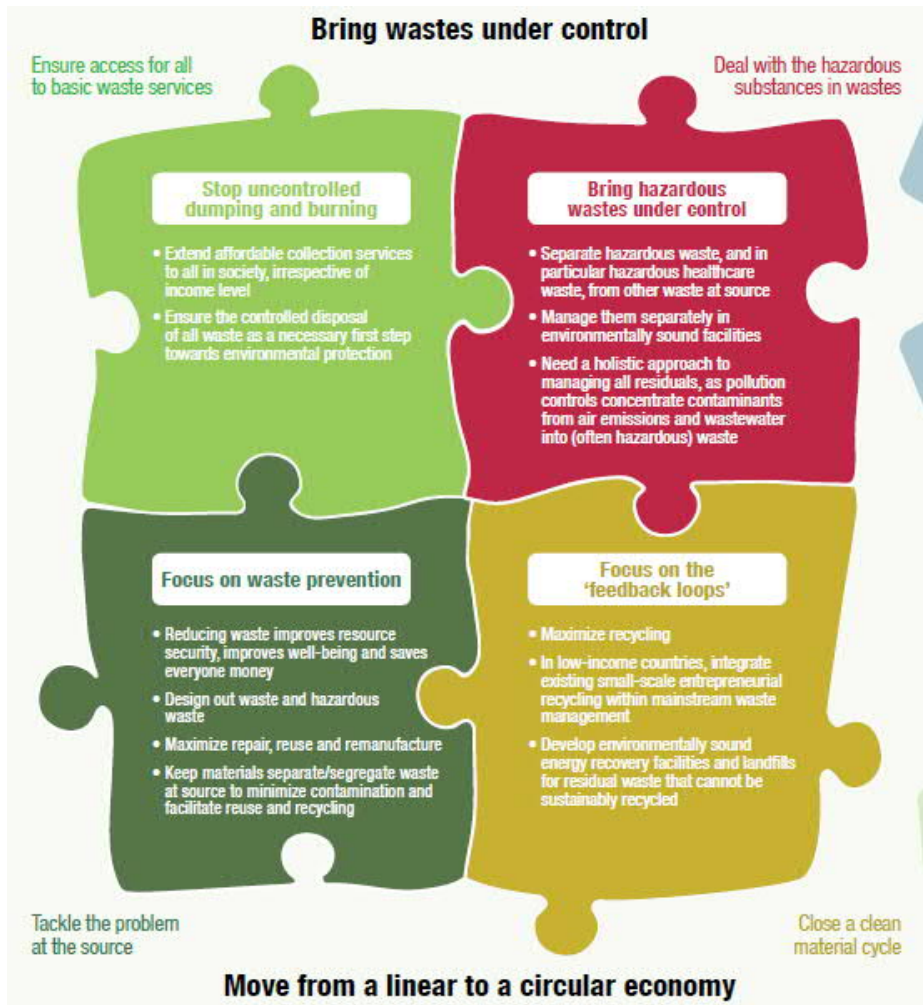 Bring wastes under control
Ensure access for all
to basic waste services
Deal with the hazardous
substances in wastes
Stop uncontrolled
dumping and burning
• Extend affordable collection services
to all in society, irrespective of
income level
• Ensure the controlled disposal
of all waste as a necessary first step
towards environmental protection
Bring hazardous
wastes under control
• Separate hazardous waste, and in
particular hazardous healthcare
waste, from other waste at source
• Manage them separately in
environmentally sound facilities
• Need a holistic approach to
managing all residuals, as pollution
controls concentrate contaminants
from air emissions and wastewater
into (often hazardous) waste
Focus on waste prevention
• Reducing waste improves resource
security, improves well-being and saves
everyone money
• Design out waste and hazardous
waste
• Maximize repair, reuse and remanufacture
• Keep materials separate/segregate waste
at source to minimize contamination and
facilitate reuse and recycling
Focus on the
‘feedback loops’
• Maximize recycling
• In low-income countries, integrate
existing small-scale entrepreneurial
recycling within mainstream waste
management
• Develop environmentally sound
energy recovery facilities and landfills
for residual waste that cannot be
sustainably recycled
Tackle the problem
at the source
Close a clean
material cycle
Move from a linear to a circular economy